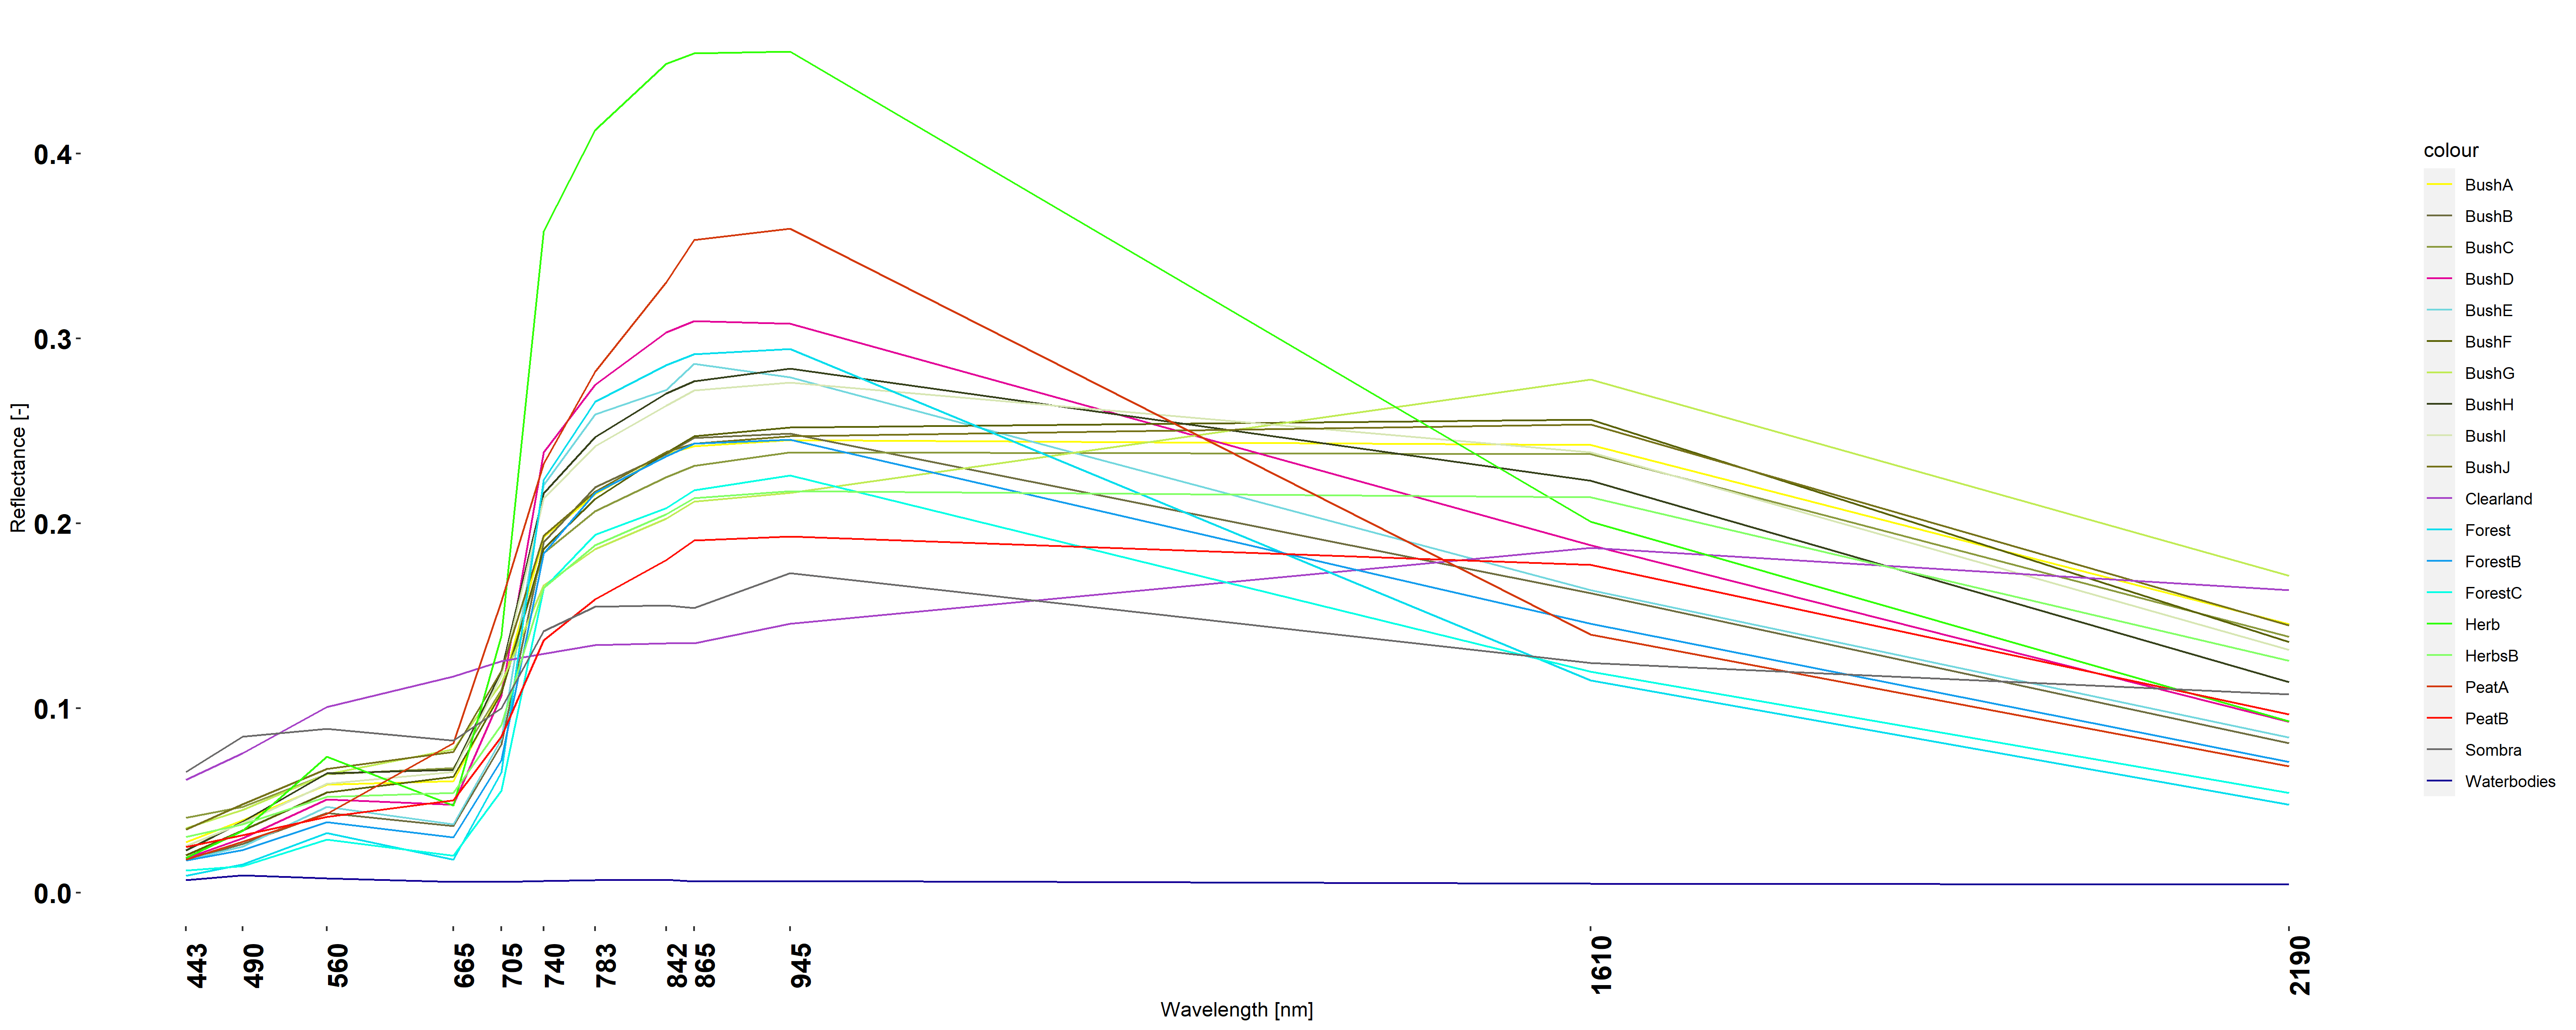 Reflectance [-]
0.4
0.3
0.2
0.1
0.0
443
490
560
665
705
740
783
842
865
945
1610
2190
Wavelength [nm]
colour
BushA
BushB
BushC
BushD
BushE
BushF
BushG
BushH
BushI
BushJ
Clearland
Forest
ForestB
ForestC
Herb
HerbsB
PeatA
PeatB
Sombra
Waterbodies